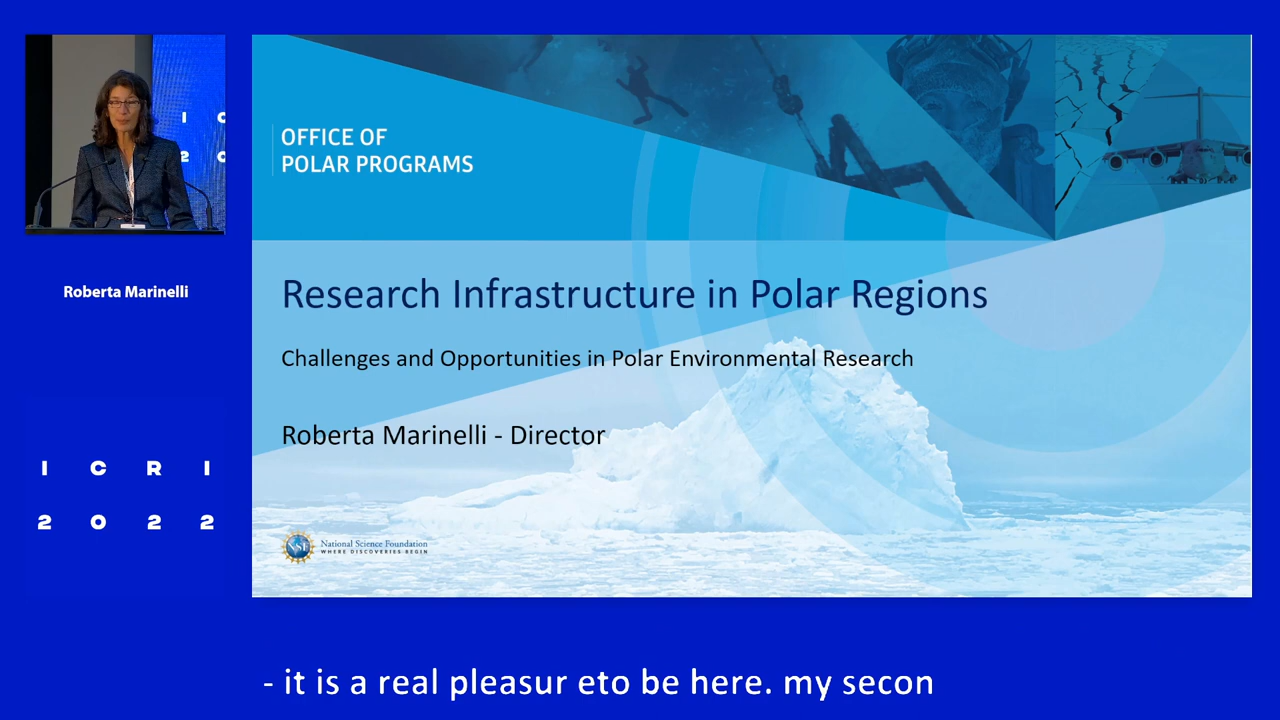 I C
2 0
Roberta Marinelli
I C R I
2 0 2 2
OFFICE OF
POLAR PROGRAMS
Research Infrastructure in Polar Regions
Challenges and Opportunities in Polar Environmental Research
Roberta Marinelli - Director
NSF
National Science Foundation
WHERE DISCOVERIES BEGIN
- it is a real pleasur eto be here. my secon